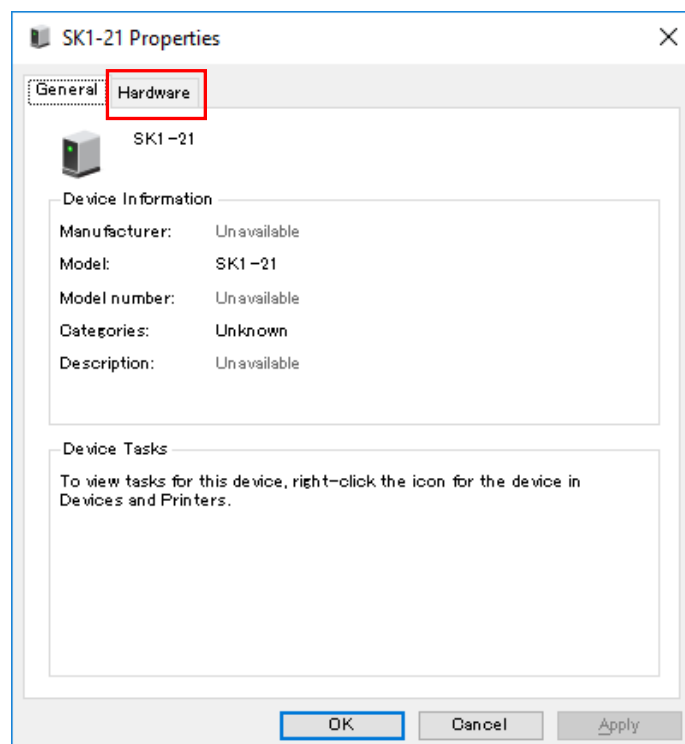 SK1-21 Properties
General
Hardware
SK1-21
Device Information
Manufacturer: Unavailable
Model: SK1-21
Model number: Unavailable
Categories: Unknown
Description: Unavailable
Device Tasks
To view tasks for this device, right-click the icon for the device in
Devices and Printers.
OK Cancel Apply